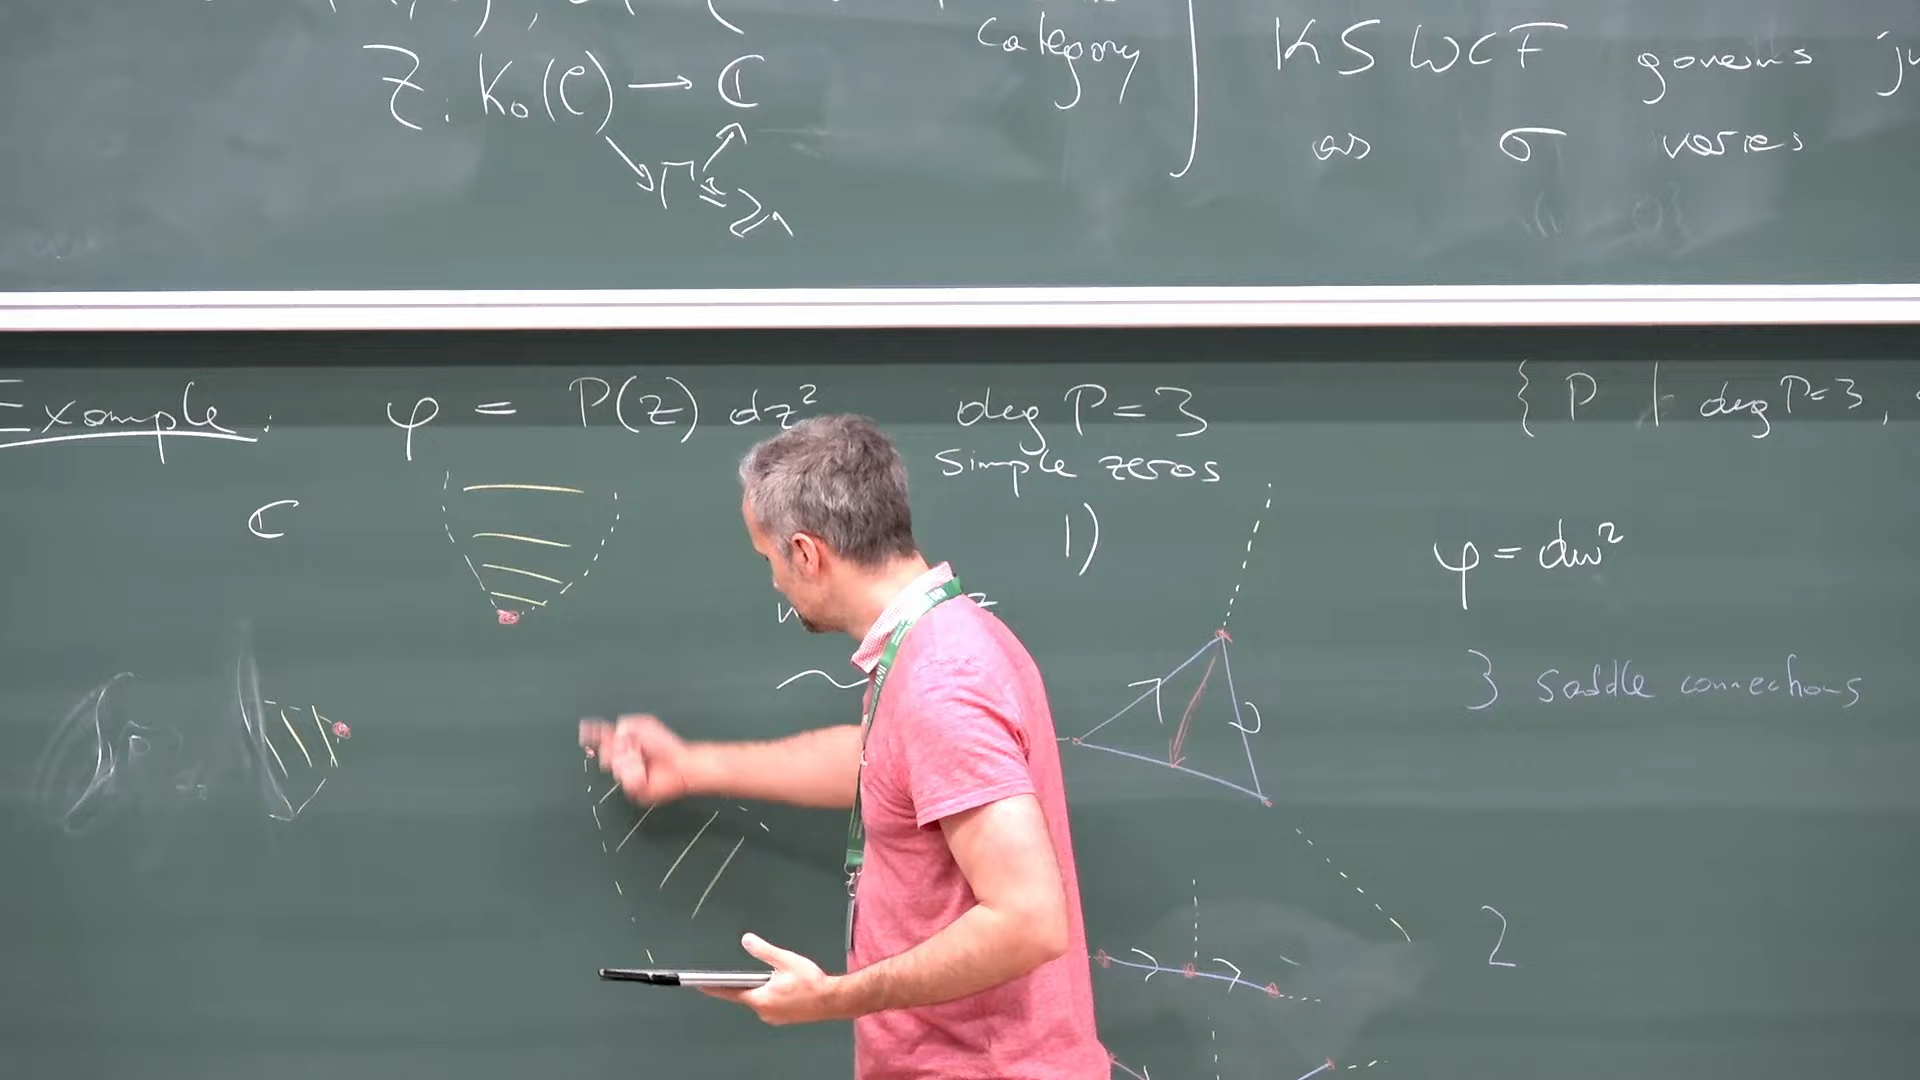 Z: K₀(C) → ℂ
category
KS WCF governs
as σ varies
Example: φ = P(z) dz² deg P=3
simple zeros
{ P | deg P=3,
ℂ
1)
φ = dw²
3 saddle connections
2